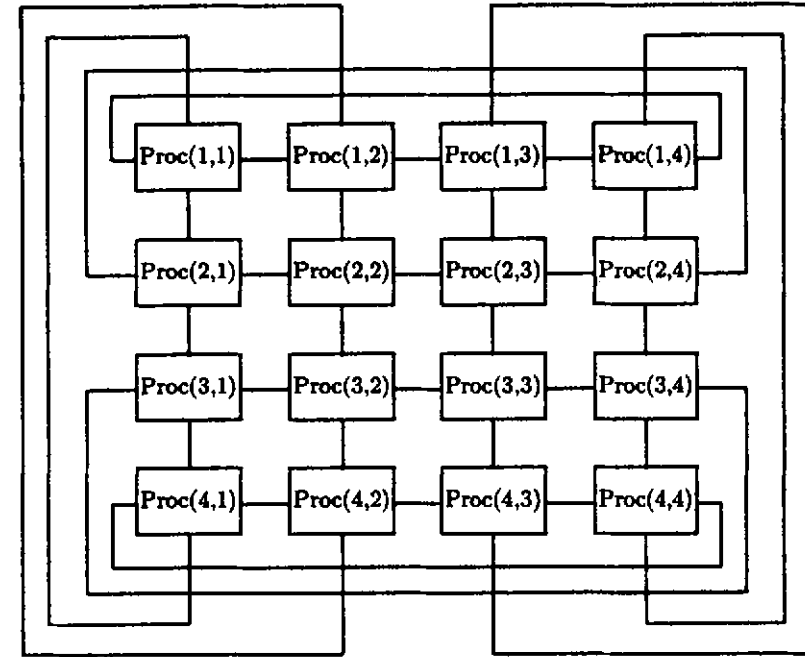 Proc(1,1) Proc(1,2) Proc(1,3) Proc(1,4)
Proc(2,1) Proc(2,2) Proc(2,3) Proc(2,4)
Proc(3,1) Proc(3,2) Proc(3,3) Proc(3,4)
Proc(4,1) Proc(4,2) Proc(4,3) Proc(4,4)